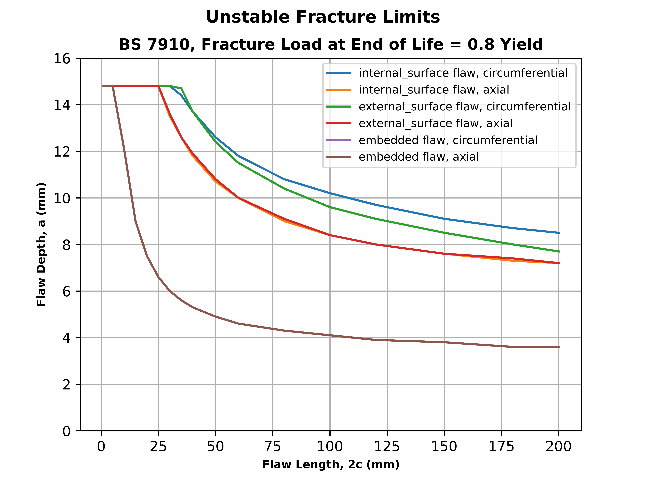 Unstable Fracture Limits
BS 7910, Fracture Load at End of Life = 0.8 Yield
16
14
12
10
8
6
4
2
0
Flaw Depth, a (mm)
internal_surface flaw, circumferential
internal_surface flaw, axial
external_surface flaw, circumferential
external_surface flaw, axial
embedded flaw, circumferential
embedded flaw, axial
0 25 50 75 100 125 150 175 200
Flaw Length, 2c (mm)